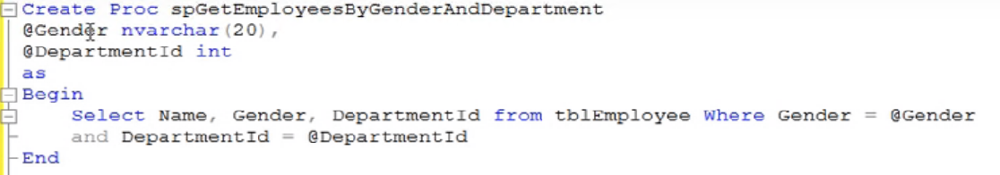 Create Proc spGetEmployeesByGenderAndDepartment
@Gender nvarchar(20),
@DepartmentId int
as
Begin
Select Name, Gender, DepartmentId from tblEmployee Where Gender = @Gender
and DepartmentId = @DepartmentId
End